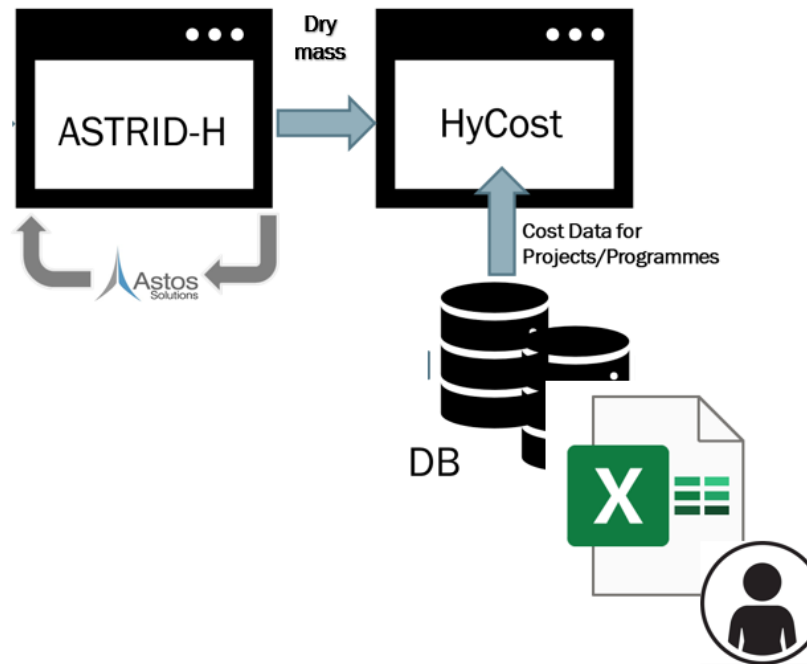 Dry
mass
ASTRID-H
HyCost
Astos
Solutions
Cost Data for
Projects/Programmes
DB
X